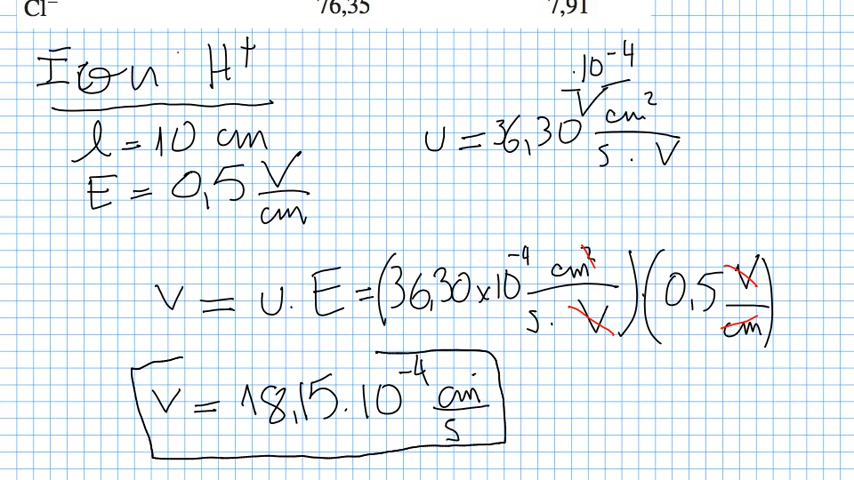 Cl⁻ 76,35 7,91
Ion H⁺
l = 10 cm
E = 0,5 V/cm
u = 36,30 ·10⁻⁴ cm²/(s · V)
v = u · E = (36,30 x 10⁻⁴ cm²/(s · V)) · (0,5 V/cm)
v = 18,15 · 10⁻⁴ cm/s